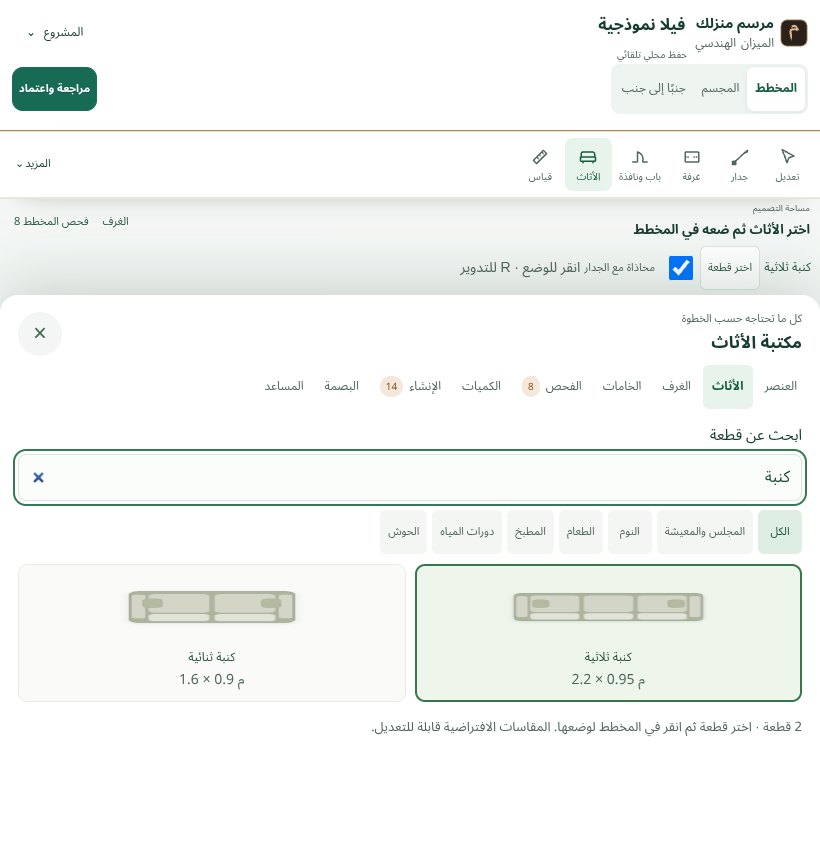 مرسم منزلك
الميزان الهندسي
فيلا نموذجية
حفظ محلي تلقائي
المشروع
المخطط
المجسم
جنبًا إلى جنب
مراجعة واعتماد
تعديل
جدار
غرفة
باب ونافذة
الأثاث
قياس
المزيد
مساحة التصميم
اختر الأثاث ثم ضعه في المخطط
الغرف
فحص المخطط 8
كنبة ثلاثية
اختر قطعة
محاذاة مع الجدار
انقر للوضع · R للتدوير
كل ما تحتاجه حسب الخطوة
مكتبة الأثاث
العنصر
الأثاث
الغرف
الخامات
الفحص 8
الكميات
الإنشاء 14
البصمة
المساعد
ابحث عن قطعة
كنبة
الكل
المجلس والمعيشة
النوم
الطعام
المطبخ
دورات المياه
الحوش
كنبة ثلاثية
2.2 × 0.95 م
كنبة ثنائية
1.6 × 0.9 م
2 قطعة · اختر قطعة ثم انقر في المخطط لوضعها. المقاسات الافتراضية قابلة للتعديل.